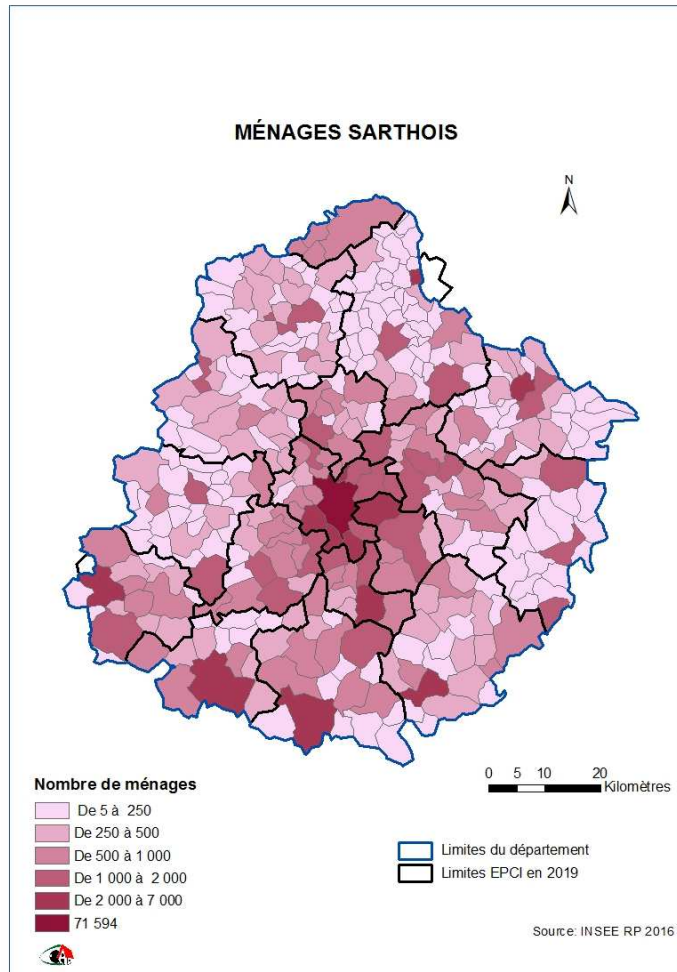 MÉNAGES SARTHOIS
N
0 5 10 20
Kilomètres
Nombre de ménages
De 5 à 250
De 250 à 500
De 500 à 1 000
De 1 000 à 2 000
De 2 000 à 7 000
71 594
Limites du département
Limites EPCI en 2019
Source: INSEE RP 2016